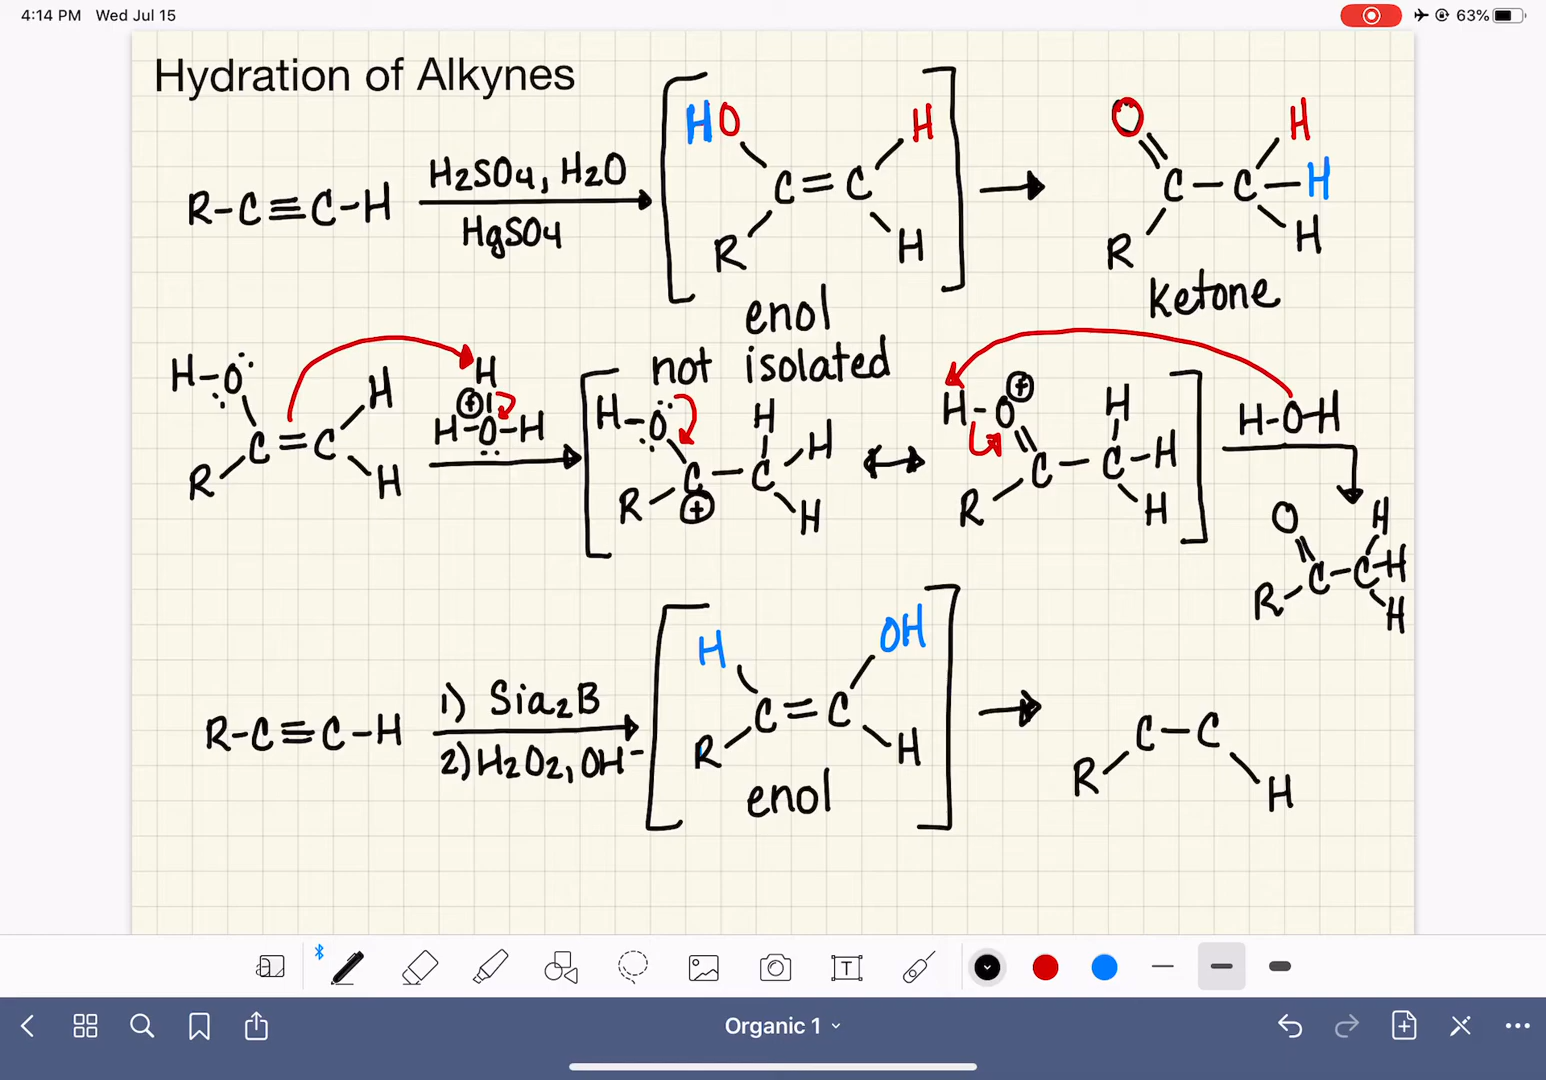 4:14 PM Wed Jul 15
63%
Hydration of Alkynes
R-C≡C-H
H2SO4, H2O
HgSO4
HO H
C=C
R H
enol
not isolated
O H
C-C-H
R H
ketone
H-O
H
C=C
R H
H
⊕
H-O-H
H-O H
H
C-C
R ⊕ H
⊕
H-O H
C-C-H
R H
H-O-H
O H
C-C-H
R H
R-C≡C-H
1) Sia2B
2) H2O2, OH-
H OH
C=C
R H
enol
C-C
R H
T
Organic 1